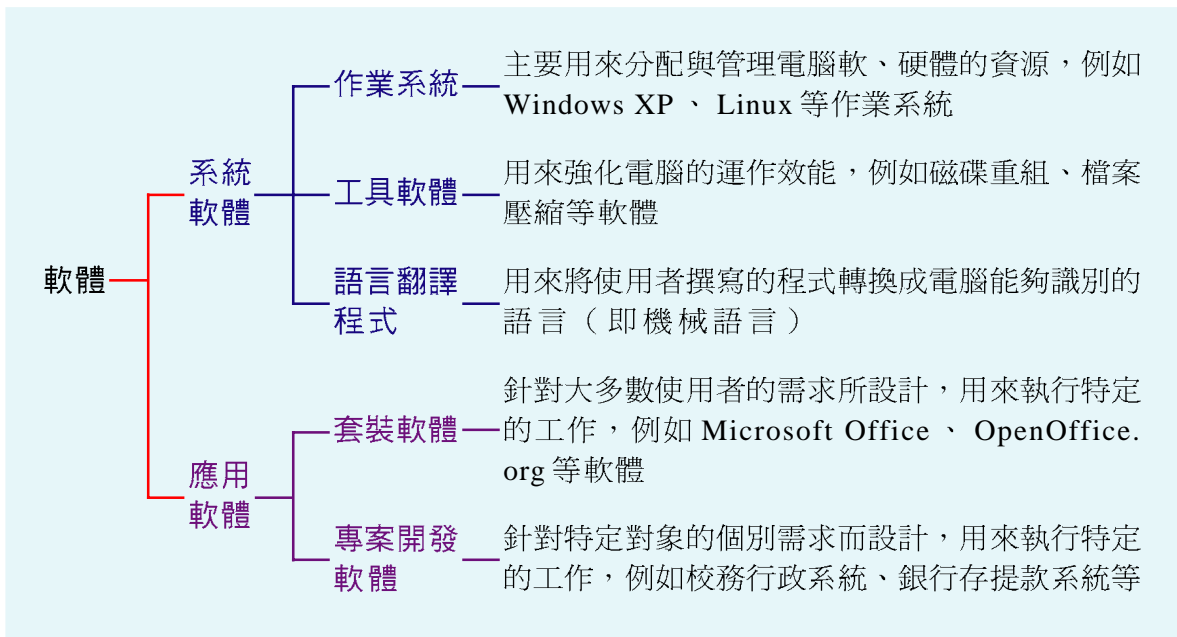 軟體
系統
軟體
作業系統
主要用來分配與管理電腦軟、硬體的資源，例如
Windows XP 、 Linux 等作業系統
工具軟體
用來強化電腦的運作效能，例如磁碟重組、檔案
壓縮等軟體
語言翻譯
程式
用來將使用者撰寫的程式轉換成電腦能夠識別的
語言（即機械語言）
應用
軟體
套裝軟體
針對大多數使用者的需求所設計，用來執行特定
的工作，例如 Microsoft Office 、 OpenOffice.
org 等軟體
專案開發
軟體
針對特定對象的個別需求而設計，用來執行特定
的工作，例如校務行政系統、銀行存提款系統等